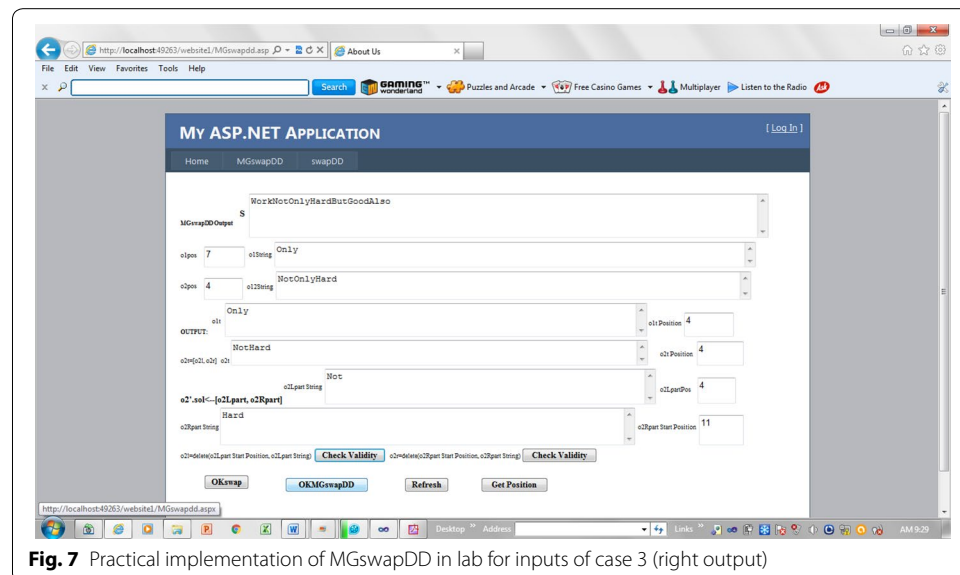 http://localhost:49263/website1/MGswapdd.asp
About Us
File Edit View Favorites Tools Help
x Search GAMING™ wonderland Puzzles and Arcade Free Casino Games Multiplayer Listen to the Radio
MY ASP.NET APPLICATION
[ Log In ]
Home MGswapDD swapDD
MGswapDD Output S WorkNotOnlyHardButGoodAlso
o1pos 7 o1String Only
o2pos 4 o12String NotOnlyHard
OUTPUT: o1t Only o1t Position 4
o2t=[o2l, o2r] o2t NotHard o2t Position 4
o2Lpart String Not o2LpartPos 4
o2'.sol<--[o2Lpart, o2Rpart]
o2Rpart String Hard o2Rpart Start Position 11
o2l=delete(o2Lpart Start Position, o2Lpart String) Check Validity o2r=delete(o2Rpart Start Position, o2Rpart String) Check Validity
OKswap OKMGswapDD Refresh Get Position
http://localhost:49263/website1/MGswapdd.aspx
Desktop » Address Links » AM 9:29
Fig. 7 Practical implementation of MGswapDD in lab for inputs of case 3 (right output)